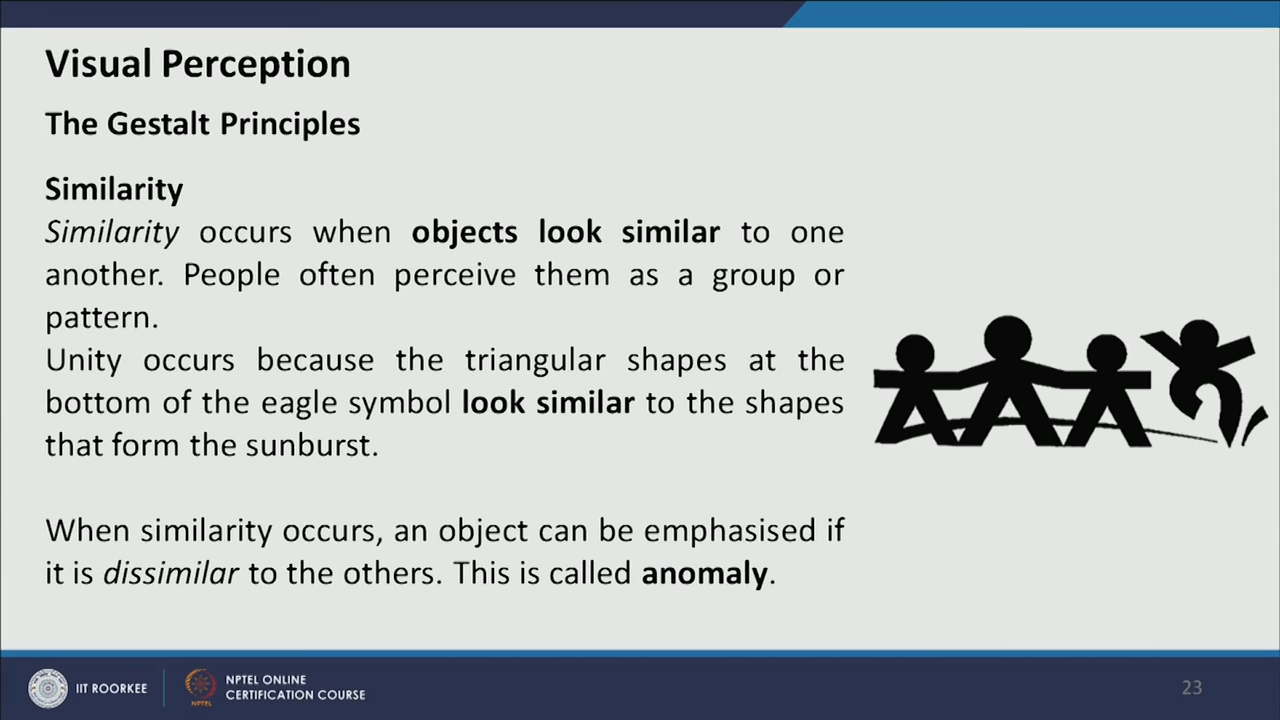 Visual Perception
The Gestalt Principles
Similarity
Similarity occurs when objects look similar to one
another. People often perceive them as a group or
pattern.
Unity occurs because the triangular shapes at the
bottom of the eagle symbol look similar to the shapes
that form the sunburst.
When similarity occurs, an object can be emphasised if
it is dissimilar to the others. This is called anomaly.
IIT ROORKEE
NPTEL
NPTEL ONLINE
CERTIFICATION COURSE
23